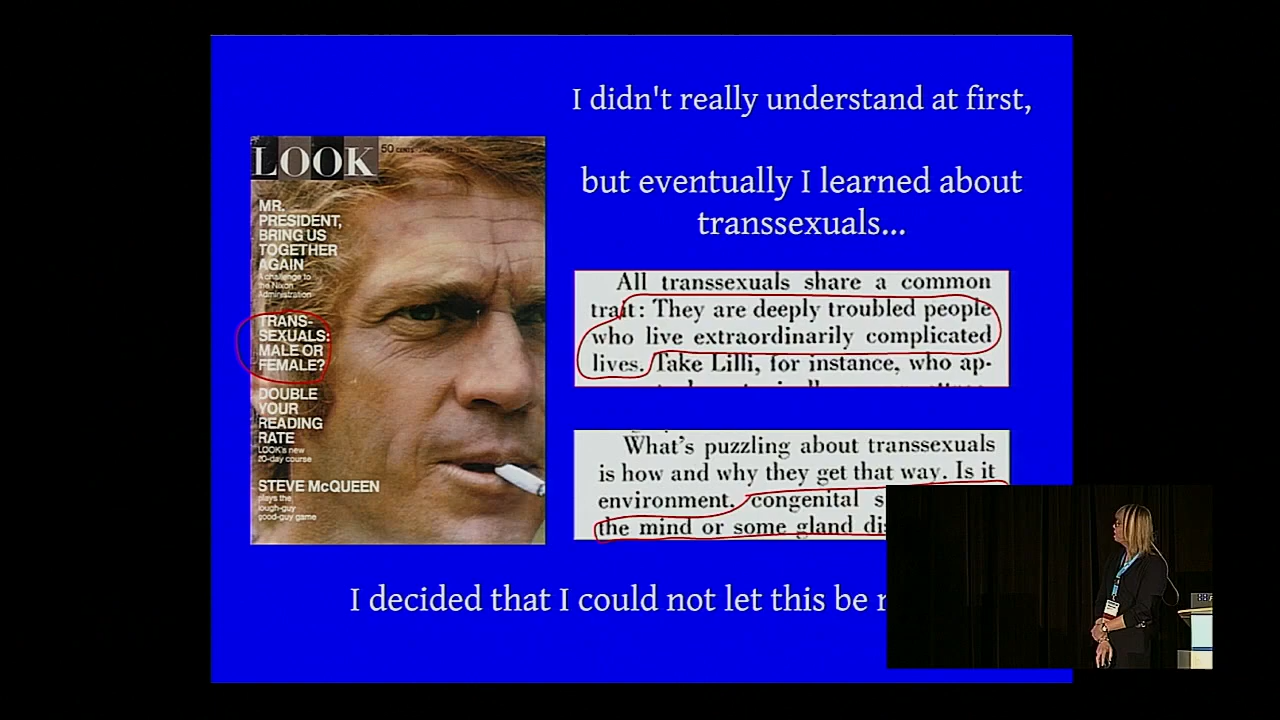 I didn't really understand at first,
but eventually I learned about
transsexuals...
LOOK
50 CENTS
MR.
PRESIDENT,
BRING US
TOGETHER
AGAIN
A challenge to
the Nixon
Administration
TRANS-
SEXUALS:
MALE OR
FEMALE?
DOUBLE
YOUR
READING
RATE
LOOK's new
20-day course
STEVE McQUEEN
plays the
tough-guy
good-guy game
All transsexuals share a common
trait: They are deeply troubled people
who live extraordinarily complicated
lives. Take Lilli, for instance, who ap-
What's puzzling about transsexuals
is how and why they get that way. Is it
environment, congenital
the mind or some gland
I decided that I could not let this be